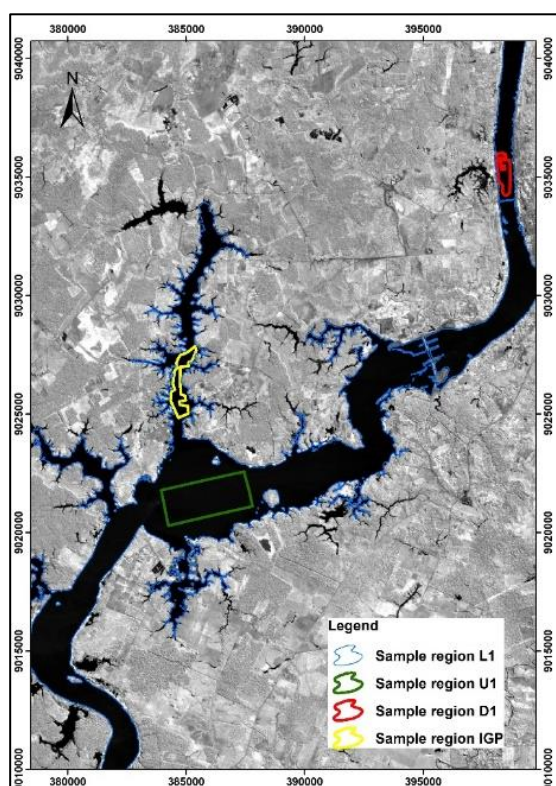 380000 385000 390000 395000
N
9040000 9040000
9035000 9035000
9030000 9030000
9025000 9025000
9020000 9020000
9015000 9015000
9010000 9010000
Legend
Sample region L1
Sample region U1
Sample region D1
Sample region IGP
380000 385000 390000 395000